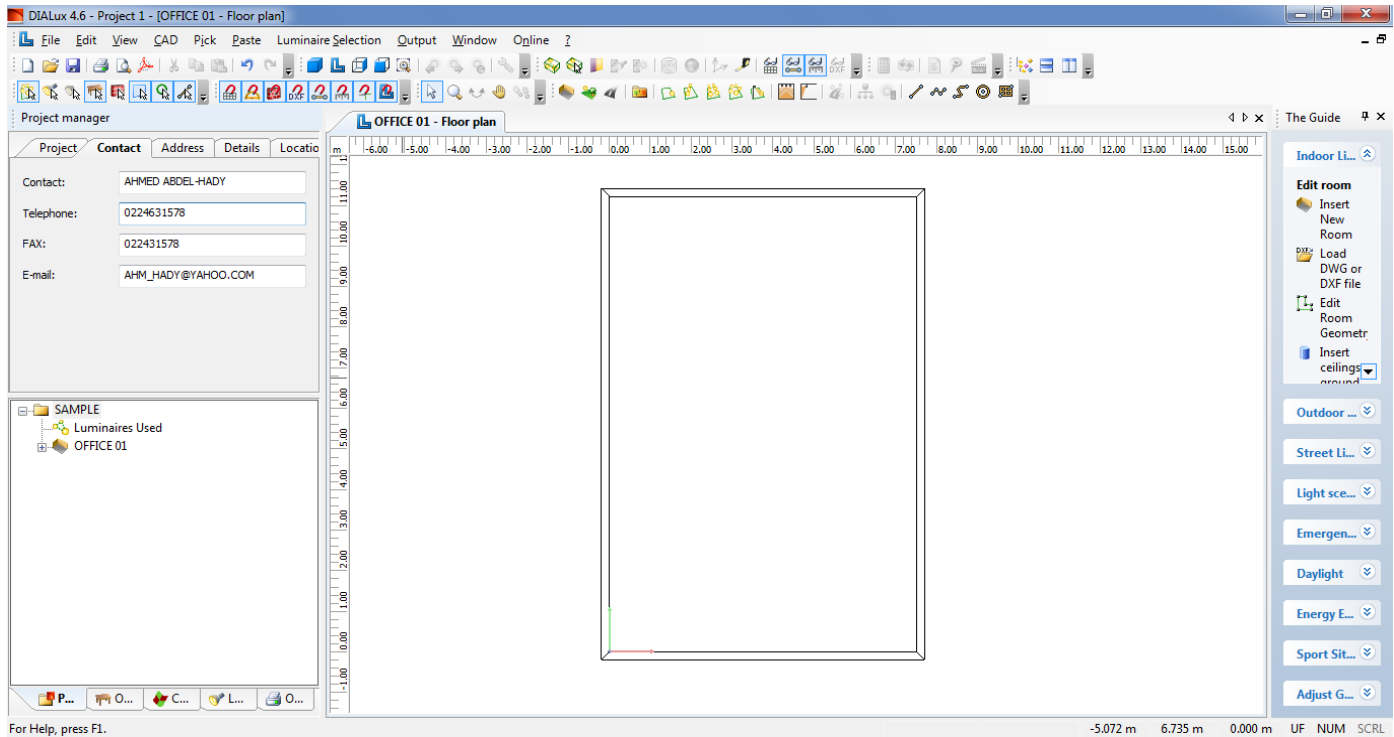 DIALux 4.6 - Project 1 - [OFFICE 01 - Floor plan]
File Edit View CAD Pick Paste Luminaire Selection Output Window Online ?
Project manager
OFFICE 01 - Floor plan
The Guide
Project Contact Address Details Locatio
m -6.00 -5.00 -4.00 -3.00 -2.00 -1.00 0.00 1.00 2.00 3.00 4.00 5.00 6.00 7.00 8.00 9.00 10.00 11.00 12.00 13.00 14.00 15.00
Contact: AHMED ABDEL-HADY
Telephone: 0224631578
FAX: 022431578
E-mail: AHM_HADY@YAHOO.COM
SAMPLE
Luminaires Used
OFFICE 01
P... O... C... L... O...
11.00
10.00
9.00
8.00
7.00
6.00
5.00
4.00
3.00
2.00
1.00
0.00
-1.00
Indoor Li...
Edit room
Insert
New
Room
DXF
Load
DWG or
DXF file
Edit
Room
Geometr
Insert
ceilings
ground
Outdoor ...
Street Li...
Light sce...
Emergen...
Daylight
Energy E...
Sport Sit...
Adjust G...
For Help, press F1.
-5.072 m 6.735 m 0.000 m UF NUM SCRL